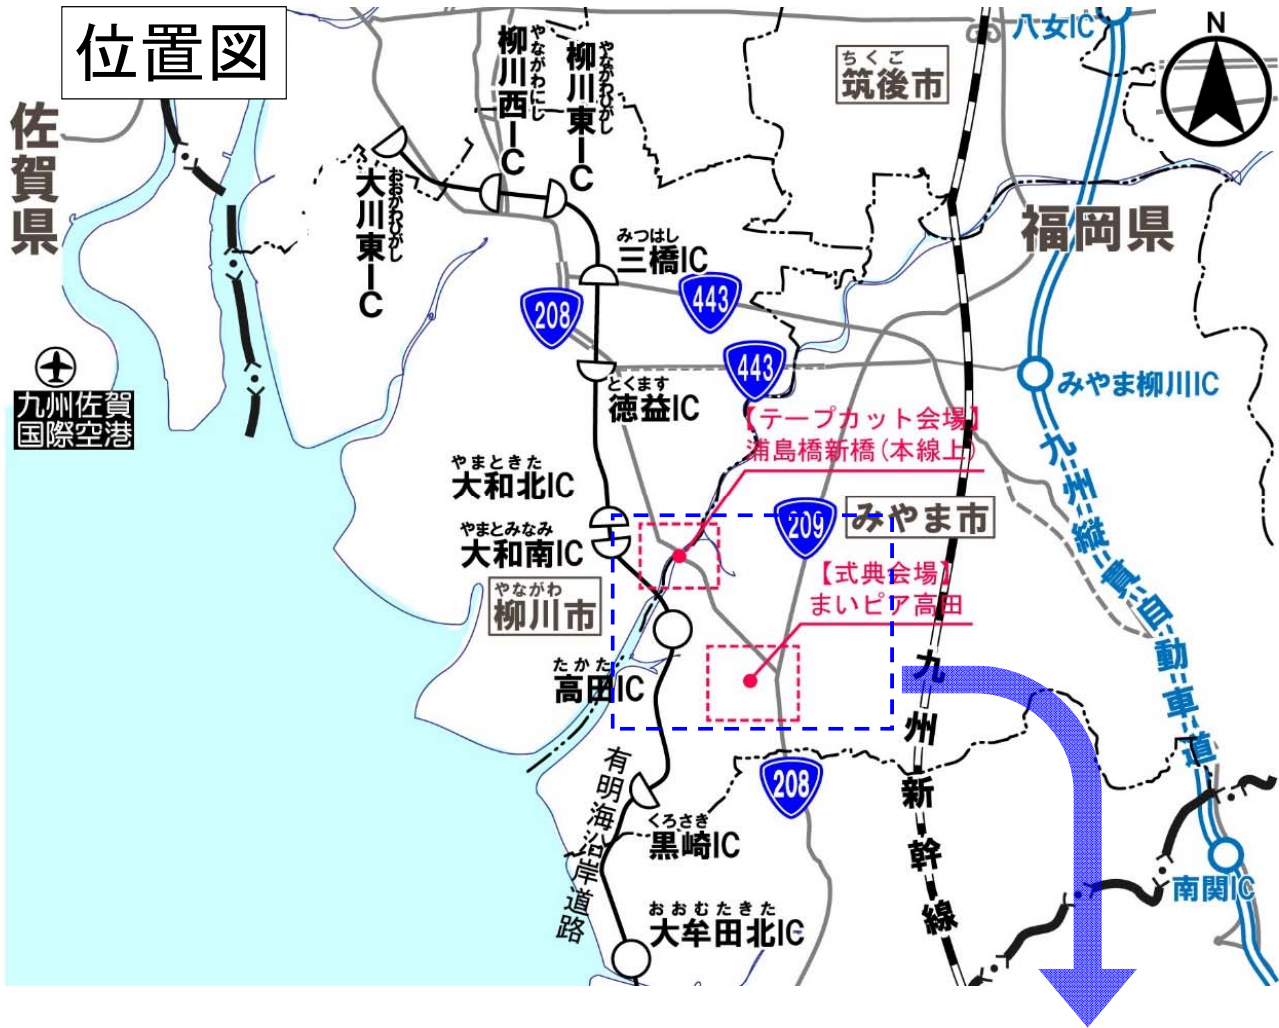 位置図
N
佐賀県
福岡県
八女IC
ちくご
筑後市
やながわにし
柳川西IC
やながわひがし
柳川東IC
おおかわひがし
大川東IC
みつはし
三橋IC
443
208
443
とくます
徳益IC
みやま柳川IC
九州佐賀
国際空港
【テープカット会場】
浦島橋新橋(本線上)
やまときた
大和北IC
やまとみなみ
大和南IC
209
みやま市
【式典会場】
まいピア高田
やながわ
柳川市
たかた
高田IC
九州縦貫自動車道
九州新幹線
208
有明海沿岸道路
くろさき
黒崎IC
おおむたきた
大牟田北IC
南関IC